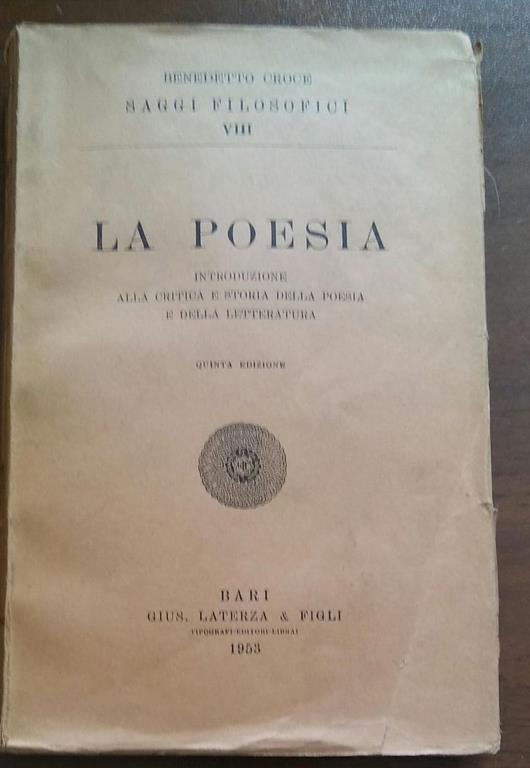 BENEDETTO CROCE
SAGGI FILOSOFICI
VIII
LA POESIA
INTRODUZIONE
ALLA CRITICA E STORIA DELLA POESIA
E DELLA LETTERATURA
QUINTA EDIZIONE
BARI
GIUS. LATERZA & FIGLI
TIPOGRAFI-EDITORI-LIBRAI
1953